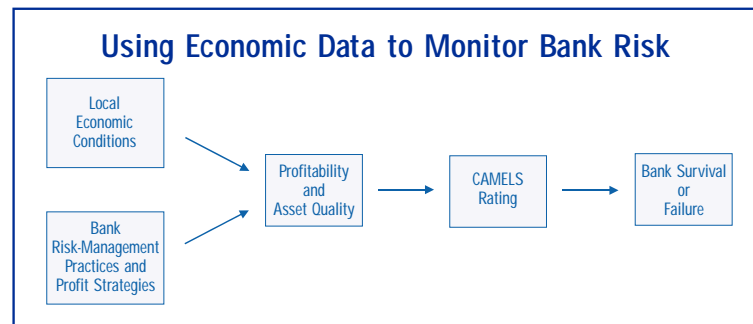 Using Economic Data to Monitor Bank Risk
Local
Economic
Conditions
Bank
Risk-Management
Practices and
Profit Strategies
Profitability
and
Asset Quality
CAMELS
Rating
Bank Survival
or
Failure